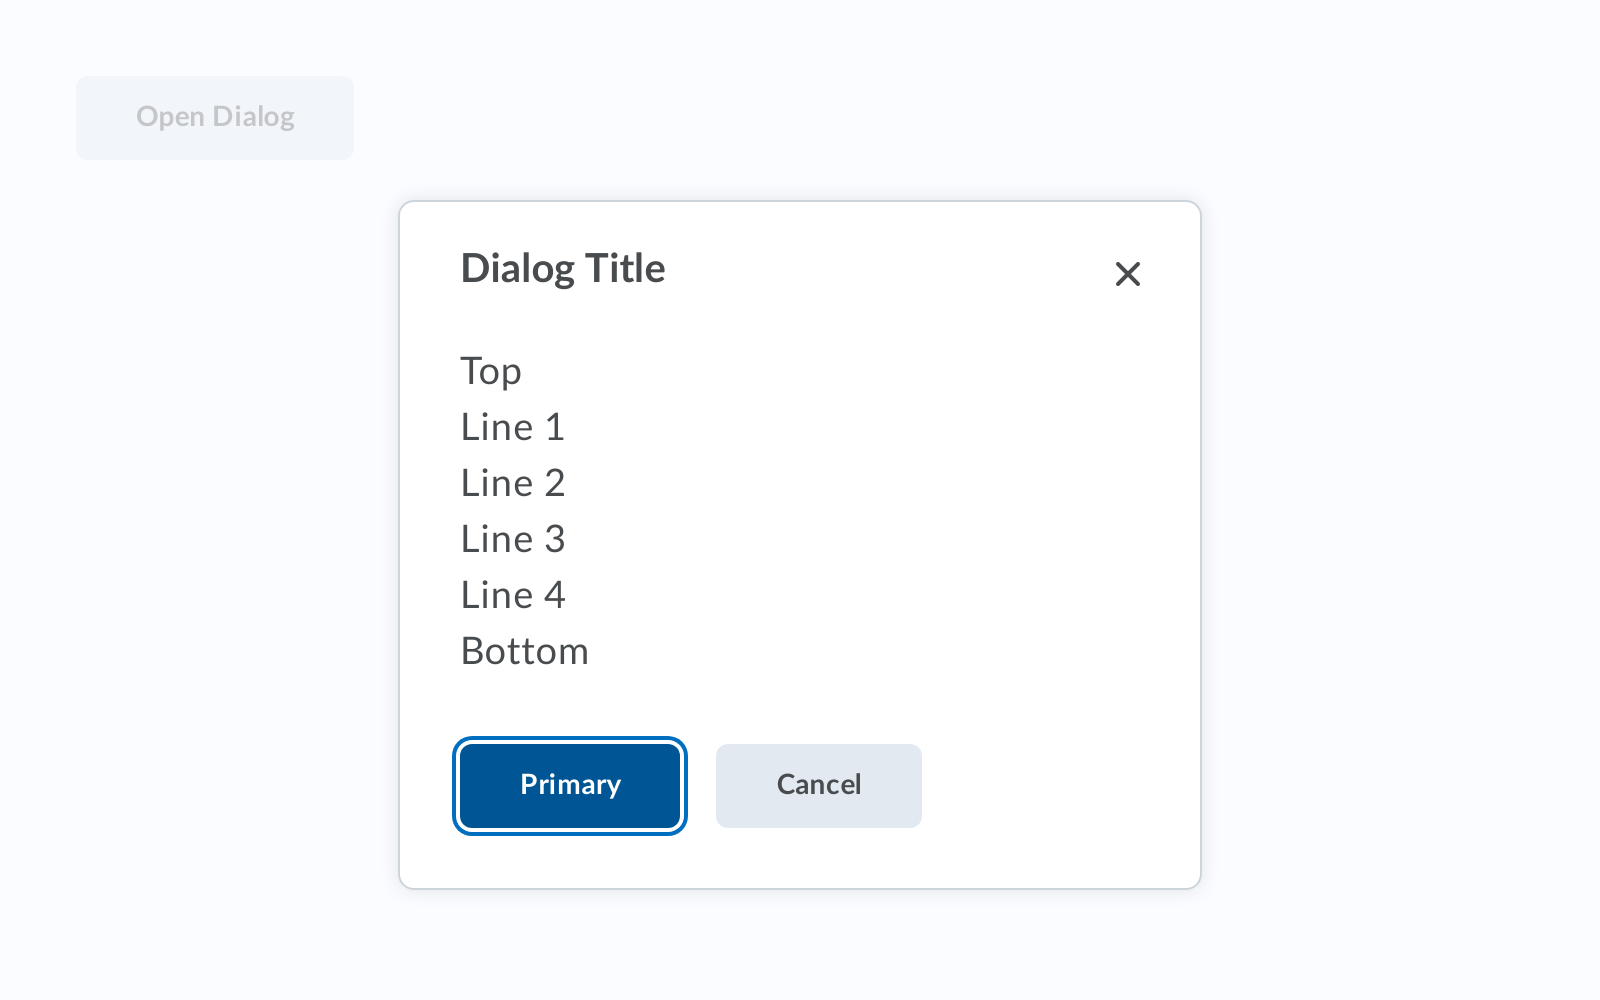 Open Dialog
Dialog Title
Top
Line 1
Line 2
Line 3
Line 4
Bottom
Primary
Cancel